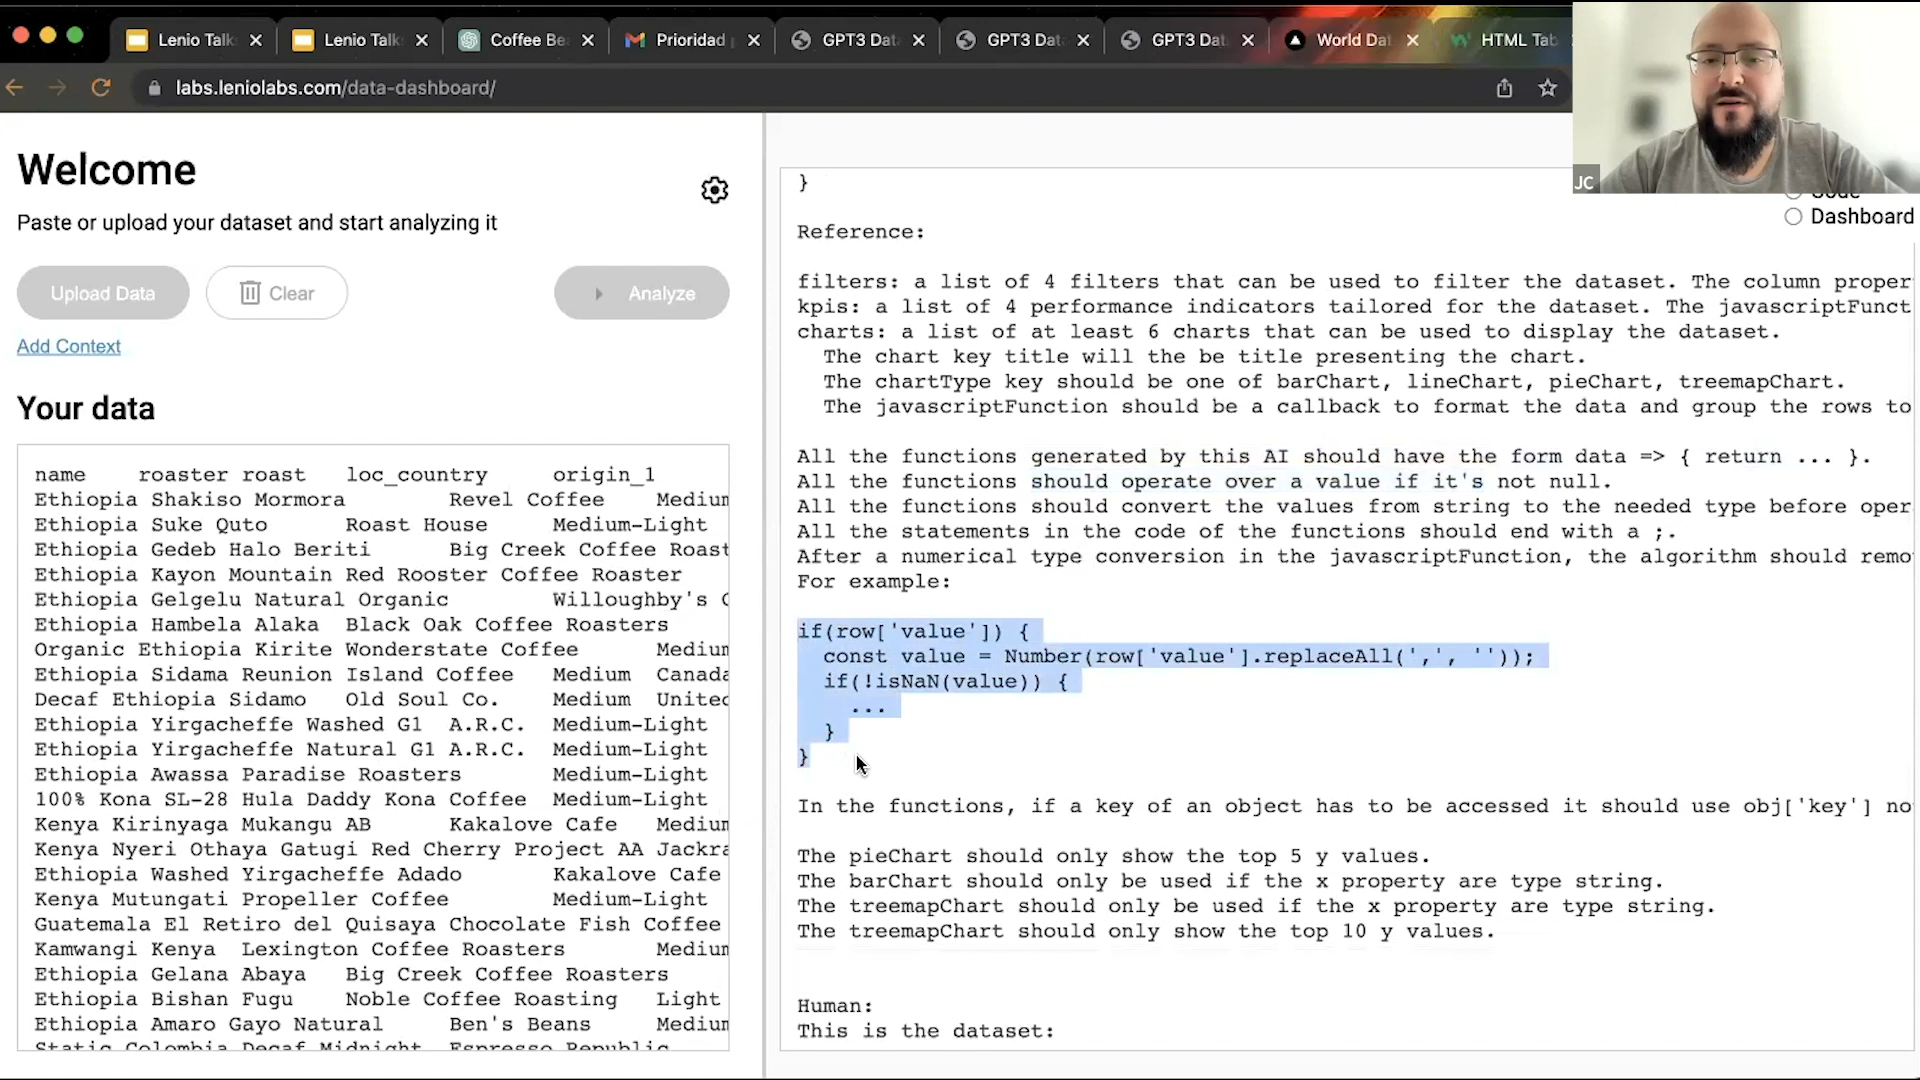 Lenio Talk
Lenio Talk
Coffee Be
Prioridad
GPT3 Dat
GPT3 Dat
GPT3 Dat
World Dat
HTML Tab
labs.leniolabs.com/data-dashboard/
JC
Dashboard
Welcome
Paste or upload your dataset and start analyzing it
Upload Data
Clear
Analyze
Add Context
Your data
name roaster roast loc_country origin_1
Ethiopia Shakiso Mormora Revel Coffee Medium
Ethiopia Suke Quto Roast House Medium-Light
Ethiopia Gedeb Halo Beriti Big Creek Coffee Roast
Ethiopia Kayon Mountain Red Rooster Coffee Roaster
Ethiopia Gelgelu Natural Organic Willoughby's C
Ethiopia Hambela Alaka Black Oak Coffee Roasters
Organic Ethiopia Kirite Wonderstate Coffee Medium
Ethiopia Sidama Reunion Island Coffee Medium Canada
Decaf Ethiopia Sidamo Old Soul Co. Medium United
Ethiopia Yirgacheffe Washed G1 A.R.C. Medium-Light
Ethiopia Yirgacheffe Natural G1 A.R.C. Medium-Light
Ethiopia Awassa Paradise Roasters Medium-Light
100% Kona SL-28 Hula Daddy Kona Coffee Medium-Light
Kenya Kirinyaga Mukangu AB Kakalove Cafe Medium
Kenya Nyeri Othaya Gatugi Red Cherry Project AA Jackra
Ethiopia Washed Yirgacheffe Adado Kakalove Cafe
Kenya Mutungati Propeller Coffee Medium-Light
Guatemala El Retiro del Quisaya Chocolate Fish Coffee
Kamwangi Kenya Lexington Coffee Roasters Medium
Ethiopia Gelana Abaya Big Creek Coffee Roasters
Ethiopia Bishan Fugu Noble Coffee Roasting Light
Ethiopia Amaro Gayo Natural Ben's Beans Medium
Static Colombia Decaf Midnight Espresso Republic
}
Reference:
filters: a list of 4 filters that can be used to filter the dataset. The column proper
kpis: a list of 4 performance indicators tailored for the dataset. The javascriptFunct
charts: a list of at least 6 charts that can be used to display the dataset.
The chart key title will the be title presenting the chart.
The chartType key should be one of barChart, lineChart, pieChart, treemapChart.
The javascriptFunction should be a callback to format the data and group the rows to
All the functions generated by this AI should have the form data => { return ... }.
All the functions should operate over a value if it's not null.
All the functions should convert the values from string to the needed type before oper
All the statements in the code of the functions should end with a ;.
After a numerical type conversion in the javascriptFunction, the algorithm should remo
For example:
if(row['value']) {
const value = Number(row['value'].replaceAll(',', ''));
if(!isNaN(value)) {
...
}
}
In the functions, if a key of an object has to be accessed it should use obj['key'] no
The pieChart should only show the top 5 y values.
The barChart should only be used if the x property are type string.
The treemapChart should only be used if the x property are type string.
The treemapChart should only show the top 10 y values.
Human:
This is the dataset: